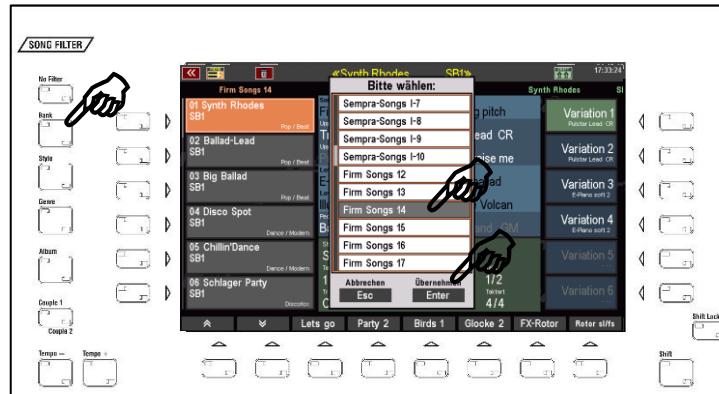 SONG FILTER
No Filter
Bank
Style
Genre
Album
Couple 1
Couple 2
Tempo —
Tempo +
«Synth Rhodes SB1»
17:33:24
Firm Songs 14
Synth Rhodes
01 Synth Rhodes
SB1
Pop / Beat
02 Ballad-Lead
SB1
Pop / Beat
03 Big Ballad
SB1
Pop / Beat
04 Disco Spot
SB1
Dance / Modern
05 Chillin'Dance
SB1
Dance / Modern
06 Schlager Party
SB1
Discofox
Bitte wählen:
Sempra-Songs I-7
Sempra-Songs I-8
Sempra-Songs I-9
Sempra-Songs I-10
Firm Songs 12
Firm Songs 13
Firm Songs 14
Firm Songs 15
Firm Songs 16
Firm Songs 17
Abbrechen
Esc
Übernehmen
Enter
pitch
CR
me
Volcan
GM
1/2
Taktart
4/4
Variation 1
Pulster Lead CR
Variation 2
Pulster Lead CR
Variation 3
E-Piano soft 2
Variation 4
E-Piano soft 2
Variation 5
Variation 6
Lets go
Party 2
Birds 1
Glocke 2
FX-Rotor
Rotor sl/fs
Shift Lock
Shift